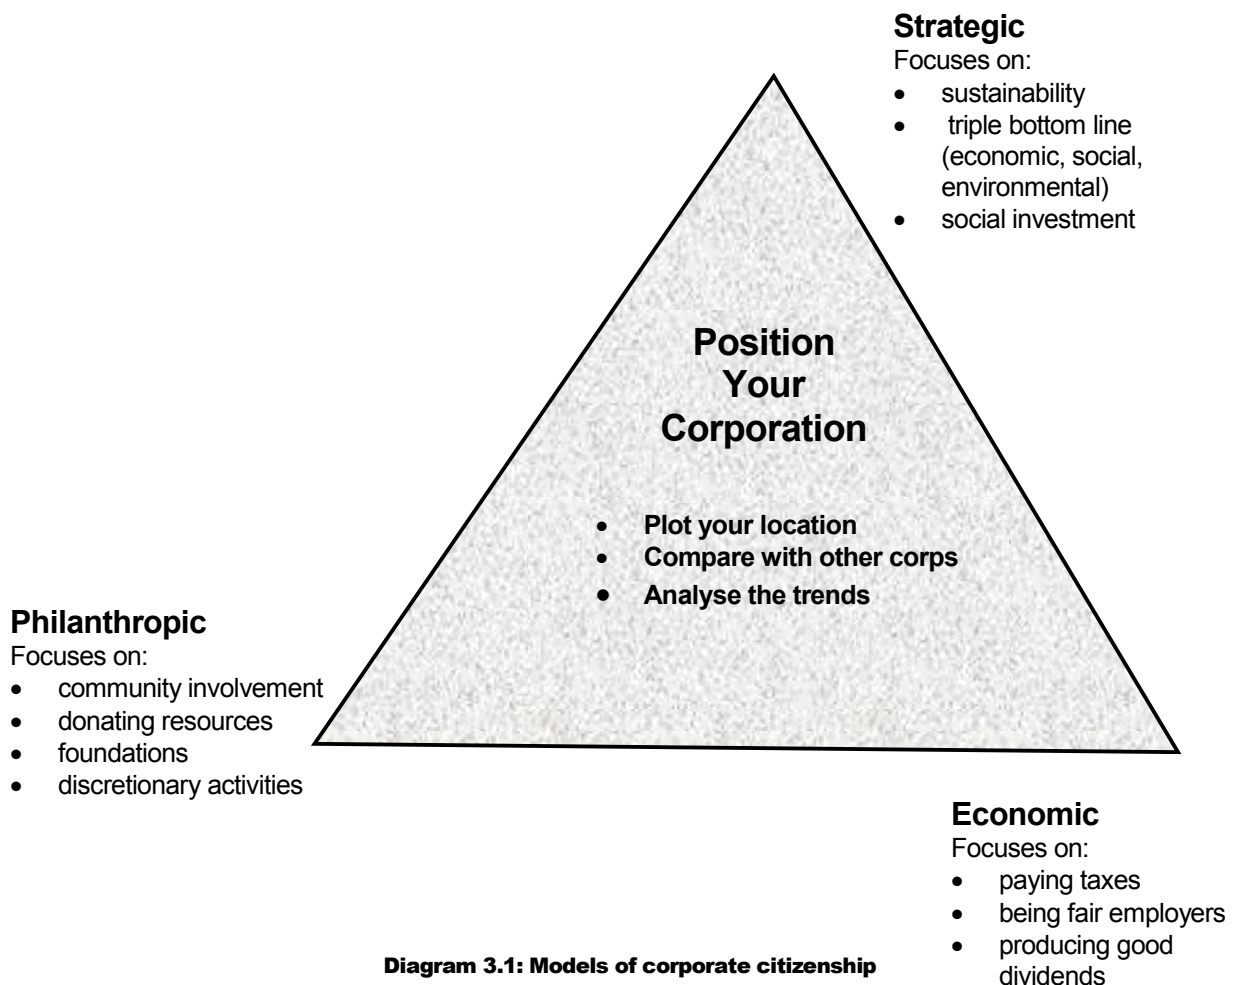 Strategic
Focuses on:
• sustainability
• triple bottom line
(economic, social,
environmental)
• social investment
Position
Your
Corporation
• Plot your location
• Compare with other corps
• Analyse the trends
Philanthropic
Focuses on:
• community involvement
• donating resources
• foundations
• discretionary activities
Economic
Focuses on:
• paying taxes
• being fair employers
• producing good
dividends
Diagram 3.1: Models of corporate citizenship